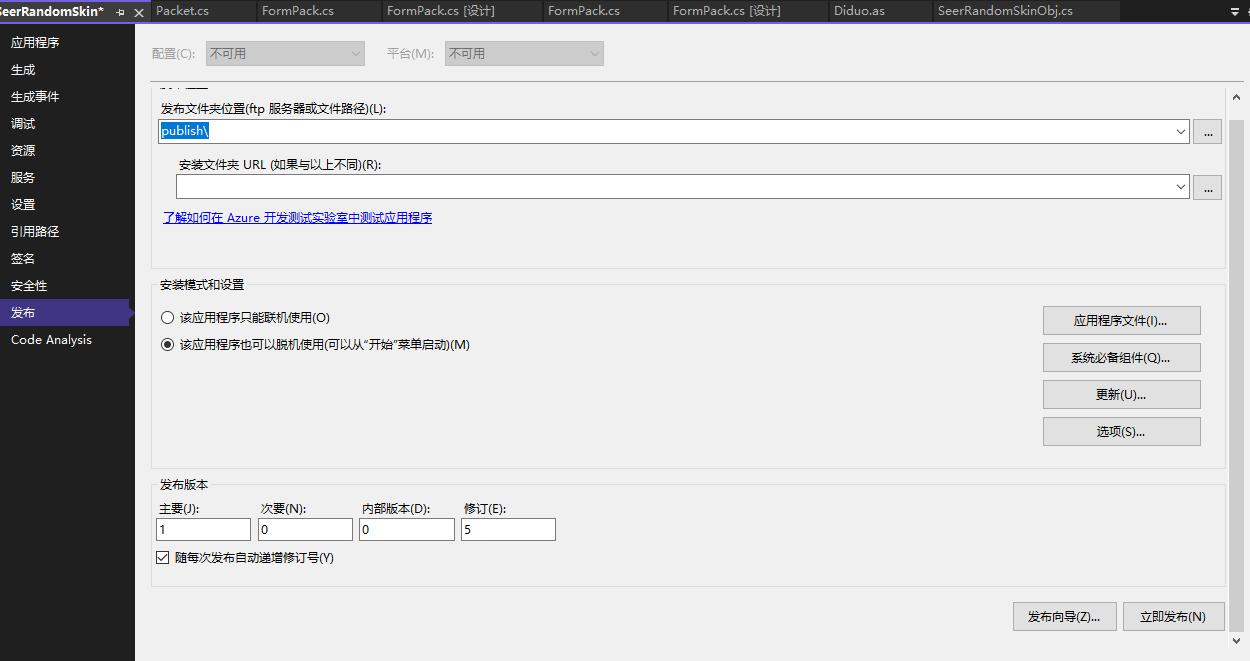 SeerRandomSkin*
Packet.cs
FormPack.cs
FormPack.cs [设计]
FormPack.cs
FormPack.cs [设计]
Diduo.as
SeerRandomSkinObj.cs
应用程序
生成
生成事件
调试
资源
服务
设置
引用路径
签名
安全性
发布
Code Analysis
配置(C):
不可用
平台(M):
不可用
发布文件夹位置(ftp 服务器或文件路径)(L):
publish\
...
安装文件夹 URL (如果与以上不同)(R):
...
了解如何在 Azure 开发测试实验室中测试应用程序
安装模式和设置
该应用程序只能联机使用(O)
该应用程序也可以脱机使用(可以从“开始”菜单启动)(M)
应用程序文件(I)...
系统必备组件(Q)...
更新(U)...
选项(S)...
发布版本
主要(J):
次要(N):
内部版本(D):
修订(E):
1
0
0
5
随每次发布自动递增修订号(Y)
发布向导(Z)...
立即发布(N)